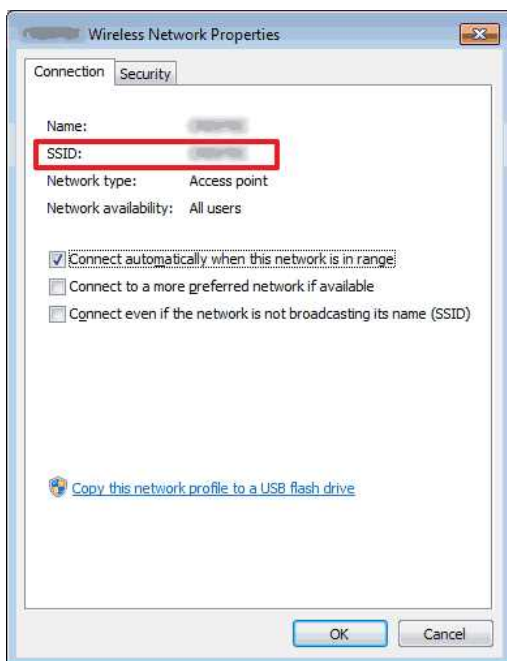 Wireless Network Properties
Connection Security
Name:
SSID:
Network type: Access point
Network availability: All users
Connect automatically when this network is in range
Connect to a more preferred network if available
Connect even if the network is not broadcasting its name (SSID)
Copy this network profile to a USB flash drive
OK Cancel